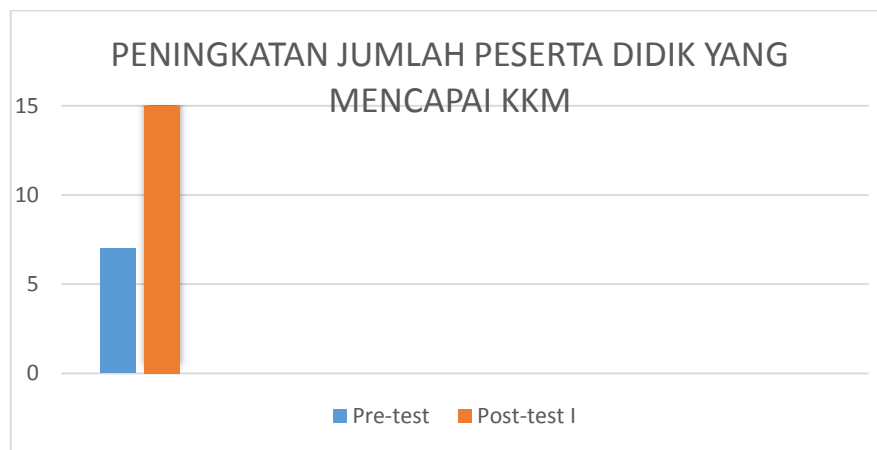 PENINGKATAN JUMLAH PESERTA DIDIK YANG
MENCAPAI KKM
15
10
5
0
Pre-test Post-test I